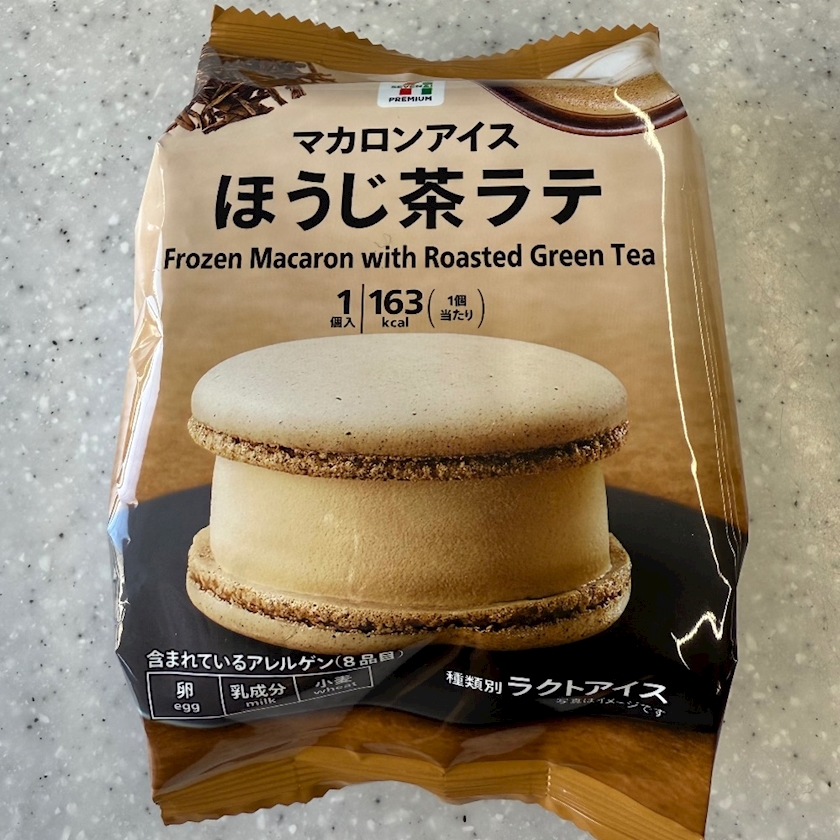 SEVEN
PREMIUM
マカロンアイス
ほうじ茶ラテ
Frozen Macaron with Roasted Green Tea
1個入 163kcal (1個当たり)
含まれているアレルゲン(8品目)
卵 乳成分 小麦
egg milk wheat
種類別 ラクトアイス
写真はイメージです